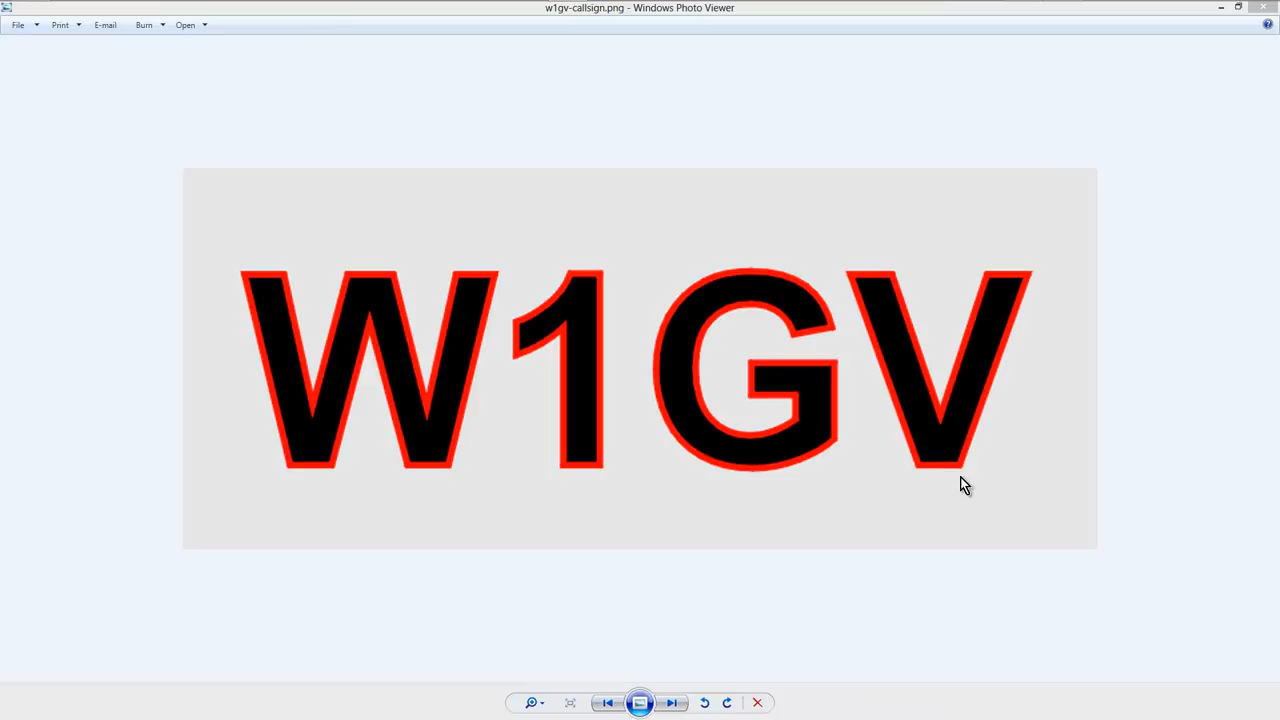 w1gv-callsign.png - Windows Photo Viewer
File Print E-mail Burn Open
W1GV